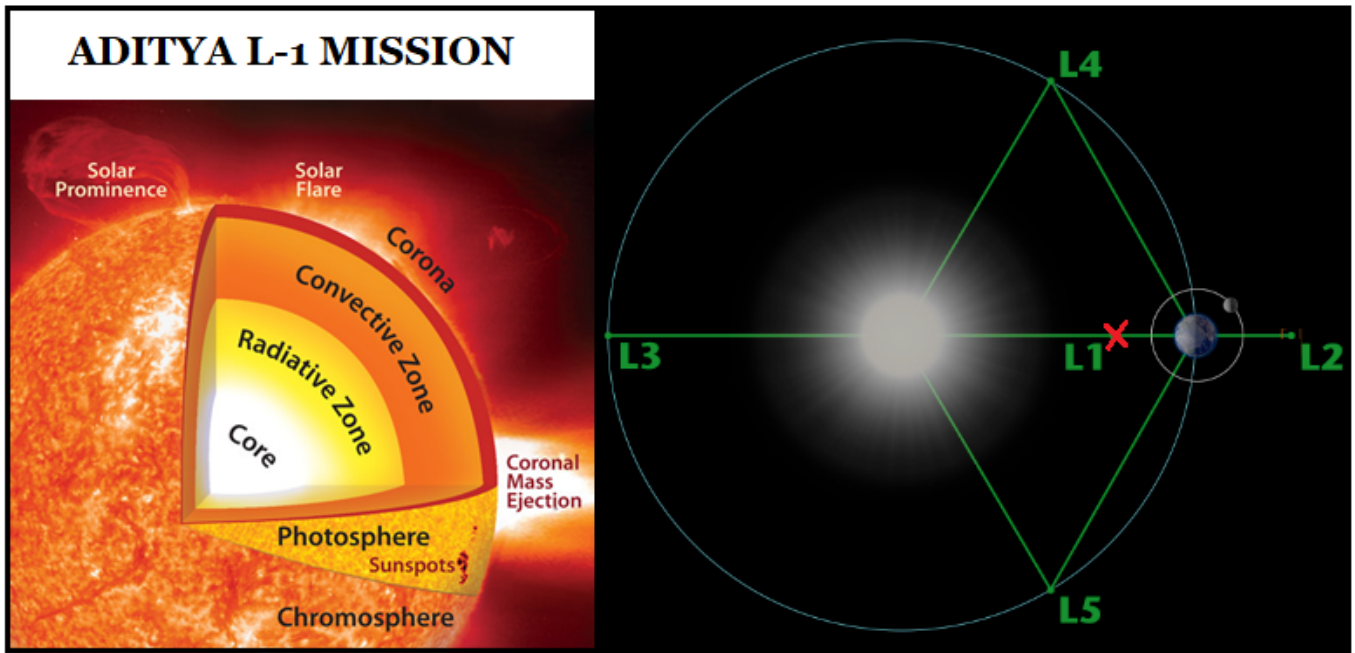 ADITYA L-1 MISSION
Solar
Prominence
Solar
Flare
Corona
Convective Zone
Radiative Zone
Core
Coronal
Mass
Ejection
Photosphere
Sunspots
Chromosphere
L4
L3
L1
L2
L5